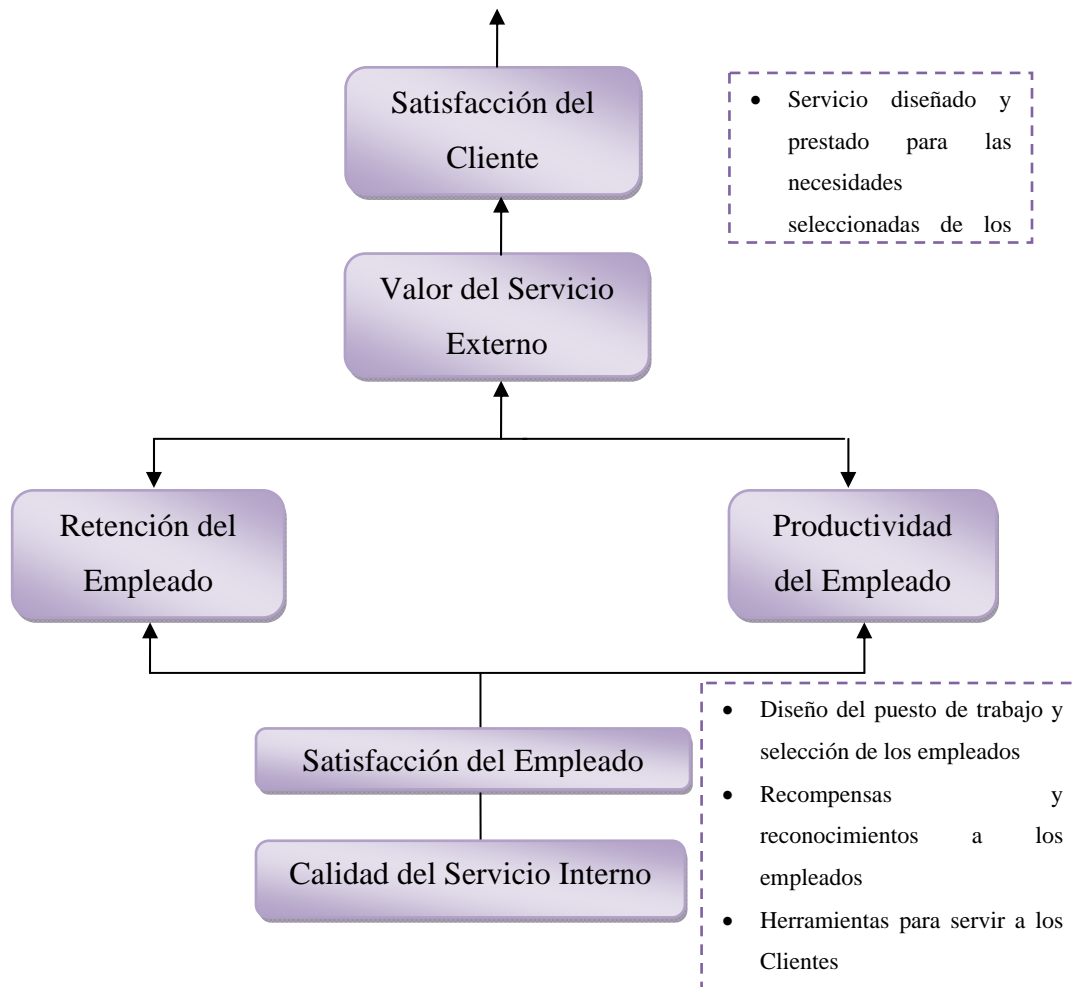 Satisfacción del
Cliente
• Servicio diseñado y
prestado para las
necesidades
seleccionadas de los
Valor del Servicio
Externo
Retención del
Empleado
Productividad
del Empleado
Satisfacción del Empleado
Calidad del Servicio Interno
• Diseño del puesto de trabajo y
selección de los empleados
• Recompensas y
reconocimientos a los
empleados
• Herramientas para servir a los
Clientes